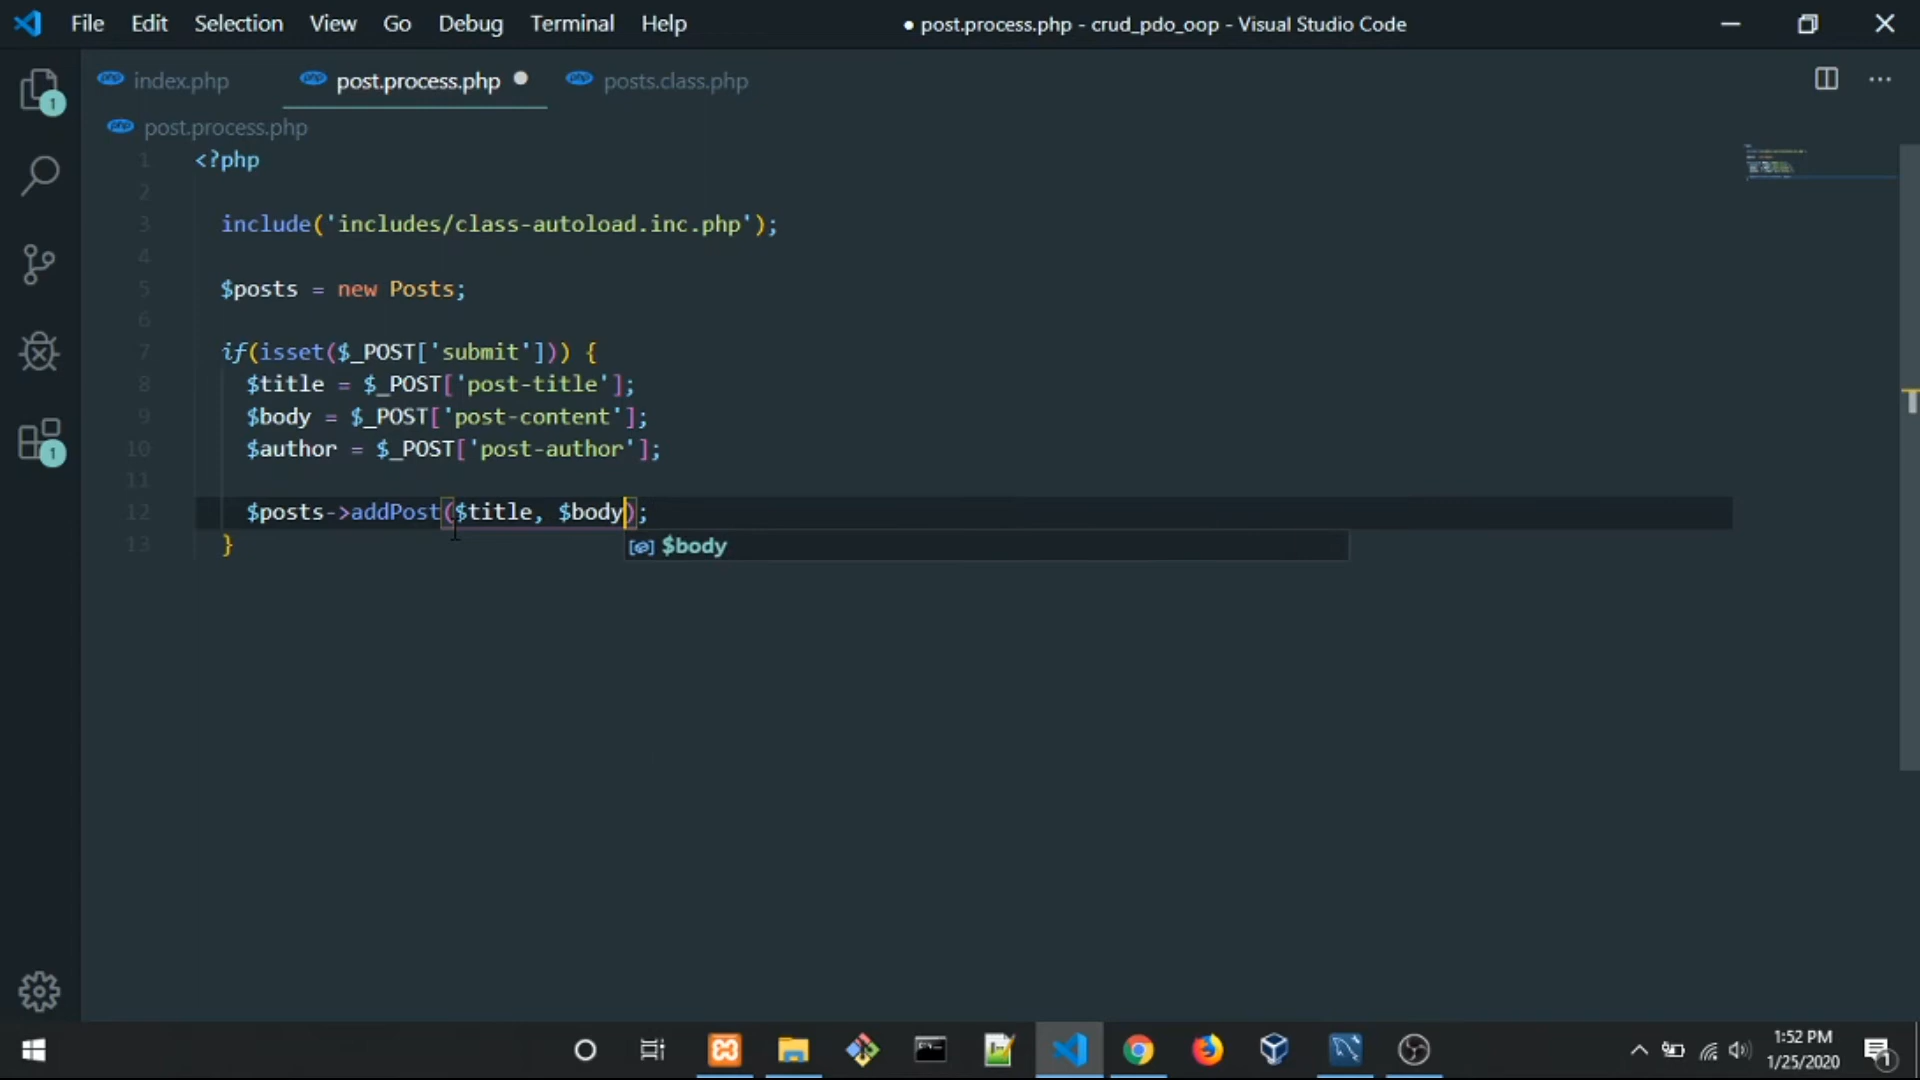 File Edit Selection View Go Debug Terminal Help
● post.process.php - crud_pdo_oop - Visual Studio Code
index.php
post.process.php
posts.class.php
post.process.php
1 <?php
2
3 include('includes/class-autoload.inc.php');
4
5 $posts = new Posts;
6
7 if(isset($_POST['submit'])) {
8 $title = $_POST['post-title'];
9 $body = $_POST['post-content'];
10 $author = $_POST['post-author'];
11
12 $posts->addPost($title, $body);
$body
13 }
1
1
1:52 PM
1/25/2020
1